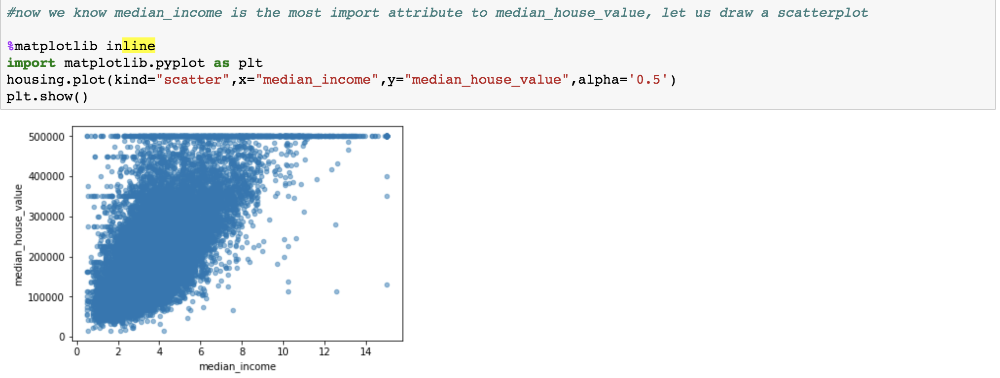 #now we know median_income is the most import attribute to median_house_value, let us draw a scatterplot
%matplotlib inline
import matplotlib.pyplot as plt
housing.plot(kind="scatter",x="median_income",y="median_house_value",alpha='0.5')
plt.show()
500000
400000
300000
200000
100000
0
median_house_value
0 2 4 6 8 10 12 14
median_income